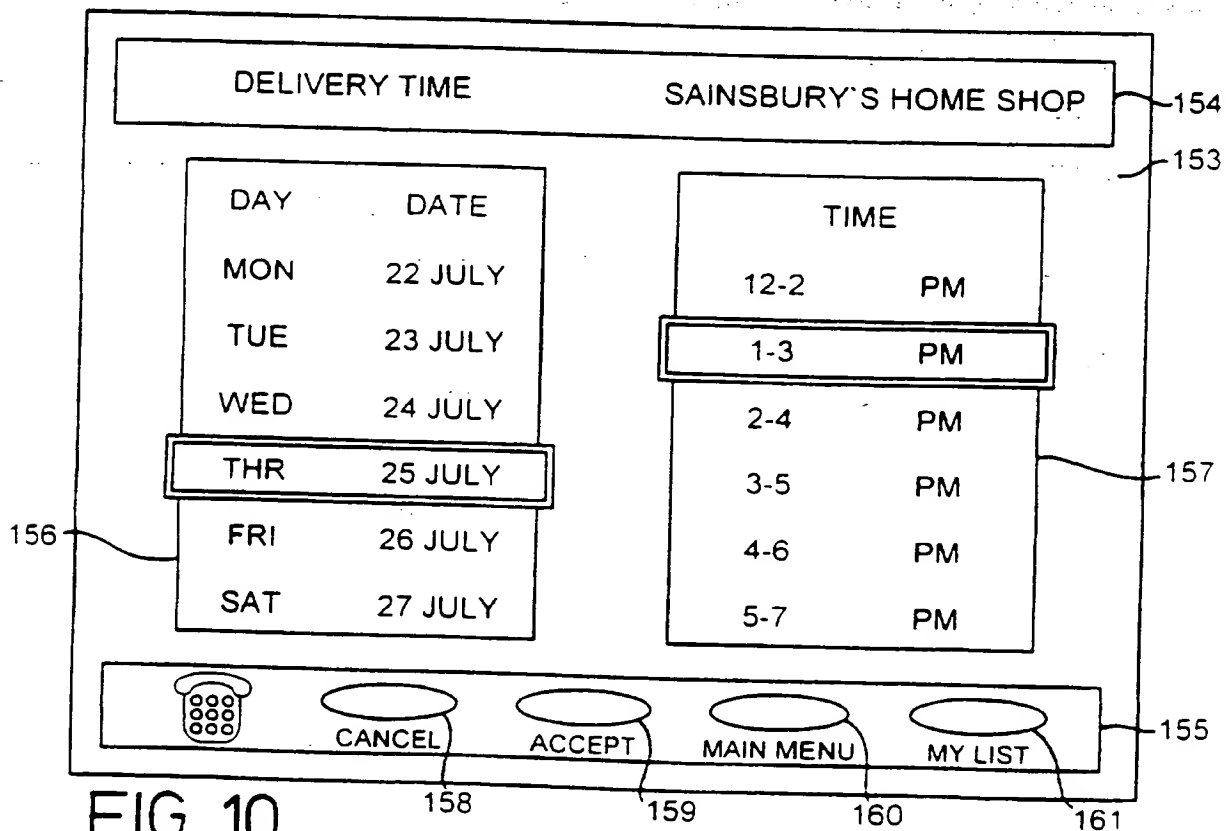 DELIVERY TIME SAINSBURY'S HOME SHOP
154
153
DAY DATE
MON 22 JULY
TUE 23 JULY
WED 24 JULY
THR 25 JULY
FRI 26 JULY
SAT 27 JULY
156
TIME
12-2 PM
1-3 PM
2-4 PM
3-5 PM
4-6 PM
5-7 PM
157
CANCEL ACCEPT MAIN MENU MY LIST
155
158 159 160 161
FIG. 10